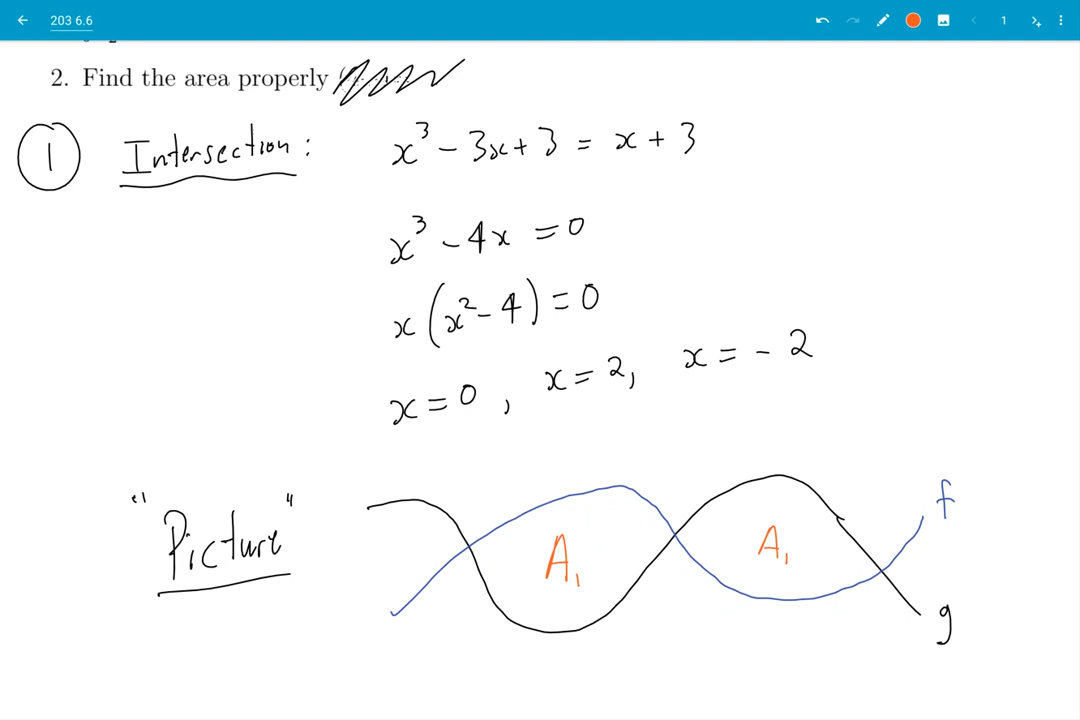 203 6.6
1
2. Find the area properly
1 Intersection: x³ - 3x + 3 = x + 3
x³ - 4x = 0
x(x² - 4) = 0
x = 0, x = 2, x = - 2
"Picture"
f
A₁ A₁
g